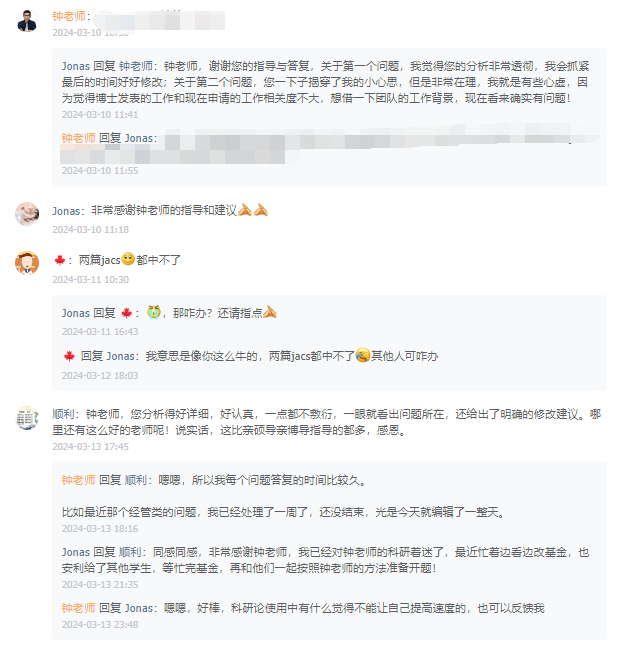 钟老师:
2024-03-10
Jonas 回复 钟老师: 钟老师，谢谢您的指导与答复，关于第一个问题，我觉得您的分析非常透彻，我会抓紧
最后的时间好好修改；关于第二个问题，您一下子揭穿了我的小心思，但是非常在理，我就是有些心虚，因
为觉得博士发表的工作和现在申请的工作相关度不大，想借一下团队的工作背景，现在看来确实有问题！
2024-03-10 11:41
钟老师 回复 Jonas:
2024-03-10 11:55
Jonas: 非常感谢钟老师的指导和建议🙏🙏
2024-03-10 11:18
🍁: 两篇jacs😊都中不了
2024-03-11 10:30
Jonas 回复 🍁: 😭，那咋办？还请指点🙏
2024-03-11 16:43
🍁 回复 Jonas: 我意思是像你这么牛的，两篇jacs都中不了🤣其他人可咋办
2024-03-12 18:03
顺利: 钟老师，您分析得好详细，好认真，一点都不敷衍，一眼就看出问题所在，还给出了明确的修改建议。哪
里还有这么好的老师呢！说实话，这比亲硕导亲博导指导的都多，感恩。
2024-03-13 17:45
钟老师 回复 顺利: 嗯嗯，所以我每个问题答复的时间比较久。
比如最近那个经管类的问题，我已经处理了一周了，还没结束，光是今天就编辑了一整天。
2024-03-13 18:16
Jonas 回复 顺利: 同感同感，非常感谢钟老师，我已经对钟老师的科研着迷了，最近忙着边看边改基金，也
安利给了其他学生，等忙完基金，再和他们一起按照钟老师的方法准备开题！
2024-03-13 21:35
钟老师 回复 Jonas: 嗯嗯，好棒，科研论使用中有什么觉得不能让自己提高速度的，也可以反馈我
2024-03-13 23:48